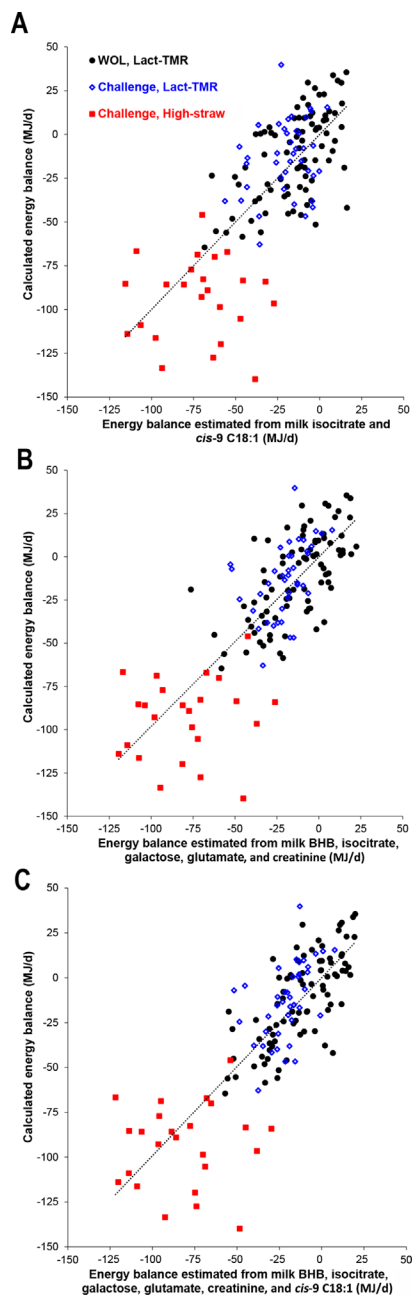 A
WOL, Lact-TMR
Challenge, Lact-TMR
Challenge, High-straw
Calculated energy balance (MJ/d)
50
25
0
-25
-50
-75
-100
-125
-150
-150 -125 -100 -75 -50 -25 0 25 50
Energy balance estimated from milk isocitrate and
cis-9 C18:1 (MJ/d)
B
Calculated energy balance (MJ/d)
50
25
0
-25
-50
-75
-100
-125
-150
-150 -125 -100 -75 -50 -25 0 25 50
Energy balance estimated from milk BHB, isocitrate,
galactose, glutamate, and creatinine (MJ/d)
C
Calculated energy balance (MJ/d)
50
25
0
-25
-50
-75
-100
-125
-150
-150 -125 -100 -75 -50 -25 0 25 50
Energy balance estimated from milk BHB, isocitrate,
galactose, glutamate, creatinine, and cis-9 C18:1 (MJ/d)